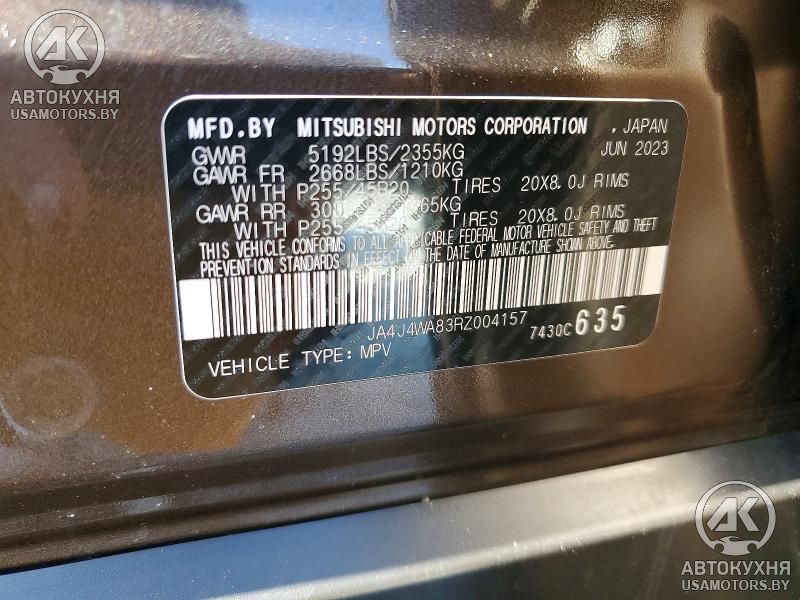 AK
АВТОКУХНЯ
USAMOTORS.BY
MFD.BY MITSUBISHI MOTORS CORPORATION , JAPAN
GVWR 5192LBS/2355KG JUN 2023
GAWR FR 2668LBS/1210KG
WITH P255/45R20 TIRES 20X8.0J RIMS
GAWR RR
WITH TIRES 20X8.0J RIMS
THIS VEHICLE CONFORMS TO ALL APPLICABLE FEDERAL MOTOR VEHICLE SAFETY AND THEFT
PREVENTION STANDARDS IN EFFECT ON THE DATE OF MANUFACTURE SHOWN ABOVE.
JA4J4WA83RZ004157 7430C 635
VEHICLE TYPE: MPV
AK
АВТОКУХНЯ
USAMOTORS.BY